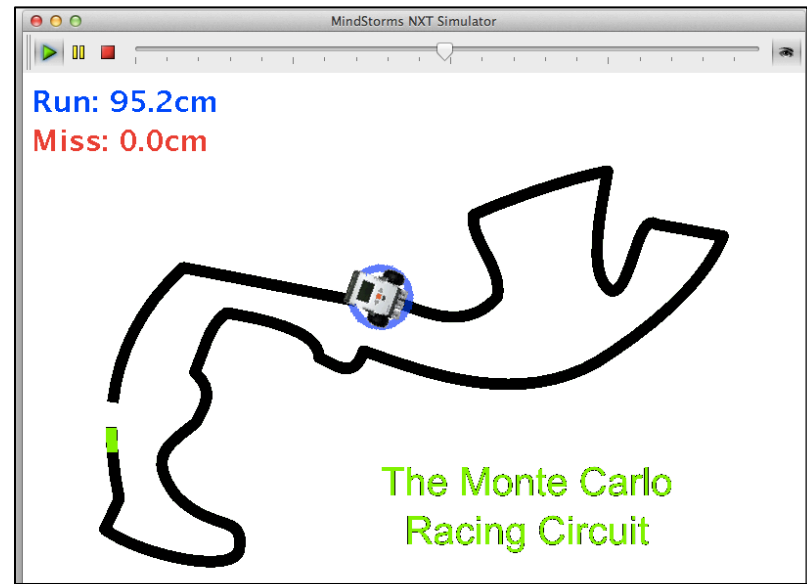 MindStorms NXT Simulator
Run: 95.2cm
Miss: 0.0cm
The Monte Carlo
Racing Circuit